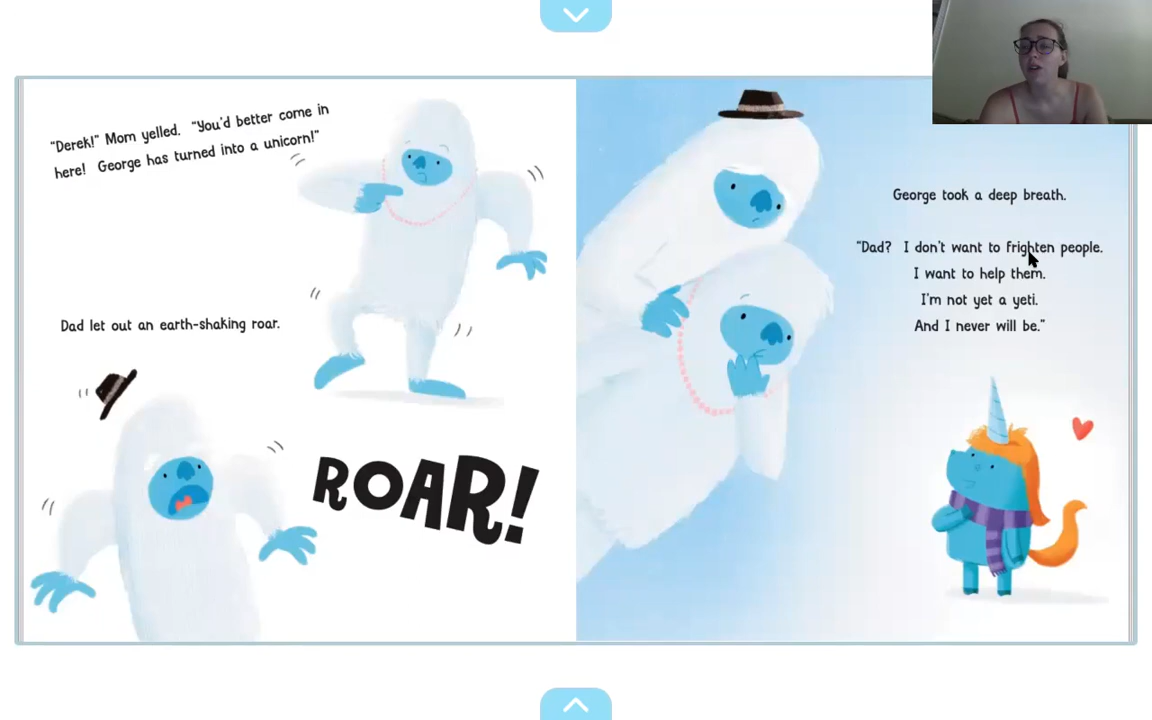 "Derek!" Mom yelled. "You'd better come in
here! George has turned into a unicorn!"
Dad let out an earth-shaking roar.
ROAR!
George took a deep breath.
"Dad? I don't want to frighten people.
I want to help them.
I'm not yet a yeti.
And I never will be."